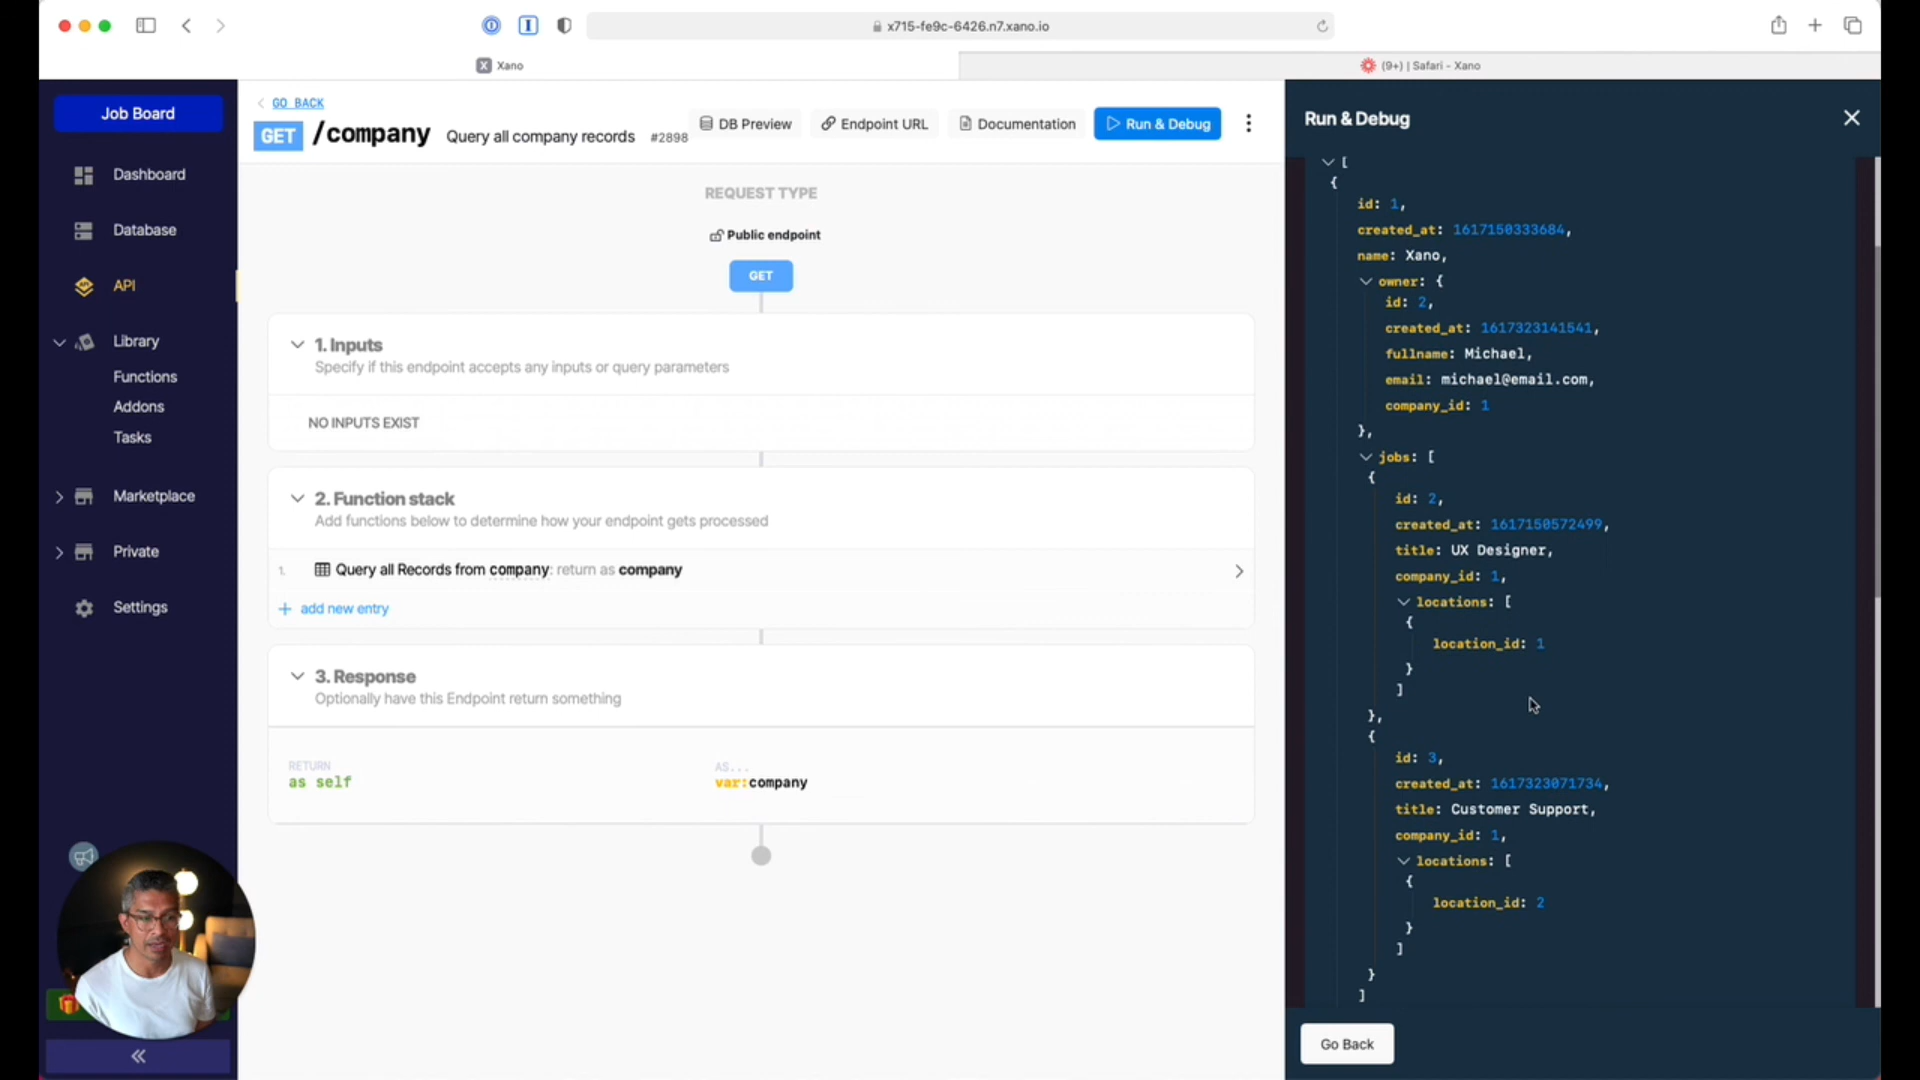 x715-fe9c-6426.n7.xano.io
X Xano
(9+) | Safari - Xano
Job Board
Dashboard
Database
API
Library
Functions
Addons
Tasks
Marketplace
Private
Settings
GO BACK
GET /company Query all company records #2898
DB Preview
Endpoint URL
Documentation
Run & Debug
REQUEST TYPE
Public endpoint
GET
1. Inputs
Specify if this endpoint accepts any inputs or query parameters
NO INPUTS EXIST
2. Function stack
Add functions below to determine how your endpoint gets processed
1. Query all Records from company: return as company
+ add new entry
3. Response
Optionally have this Endpoint return something
RETURN
as self
AS...
var:company
Run & Debug
[
{
id: 1,
created_at: 1617150333684,
name: Xano,
owner: {
id: 2,
created_at: 1617323141541,
fullname: Michael,
email: michael@email.com,
company_id: 1
},
jobs: [
{
id: 2,
created_at: 1617150572499,
title: UX Designer,
company_id: 1,
locations: [
{
location_id: 1
}
]
},
{
id: 3,
created_at: 1617323071734,
title: Customer Support,
company_id: 1,
locations: [
{
location_id: 2
}
]
}
]
Go Back